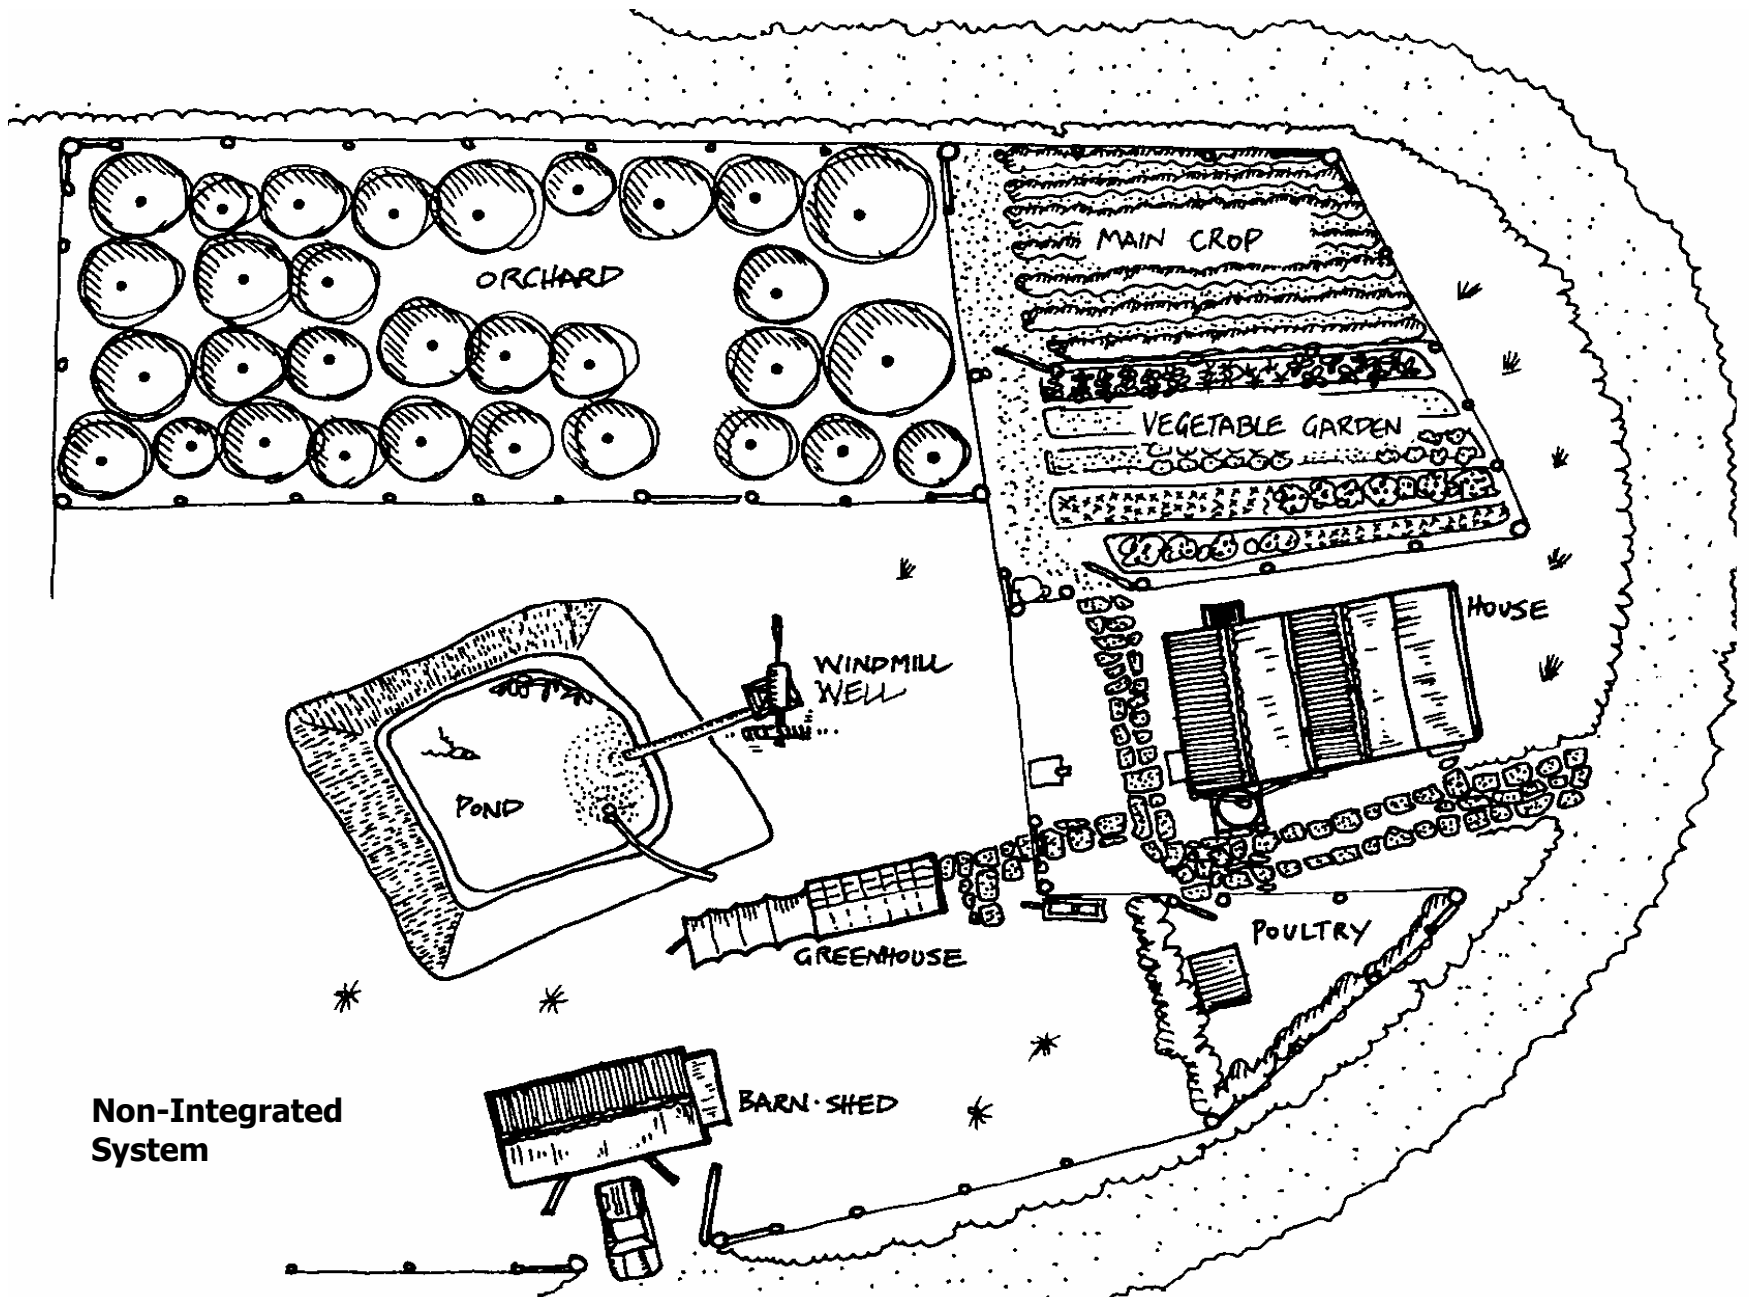 MAIN CROP
ORCHARD
VEGETABLE GARDEN
HOUSE
WINDMILL
WELL
POND
POULTRY
GREENHOUSE
BARN·SHED
Non-Integrated
System